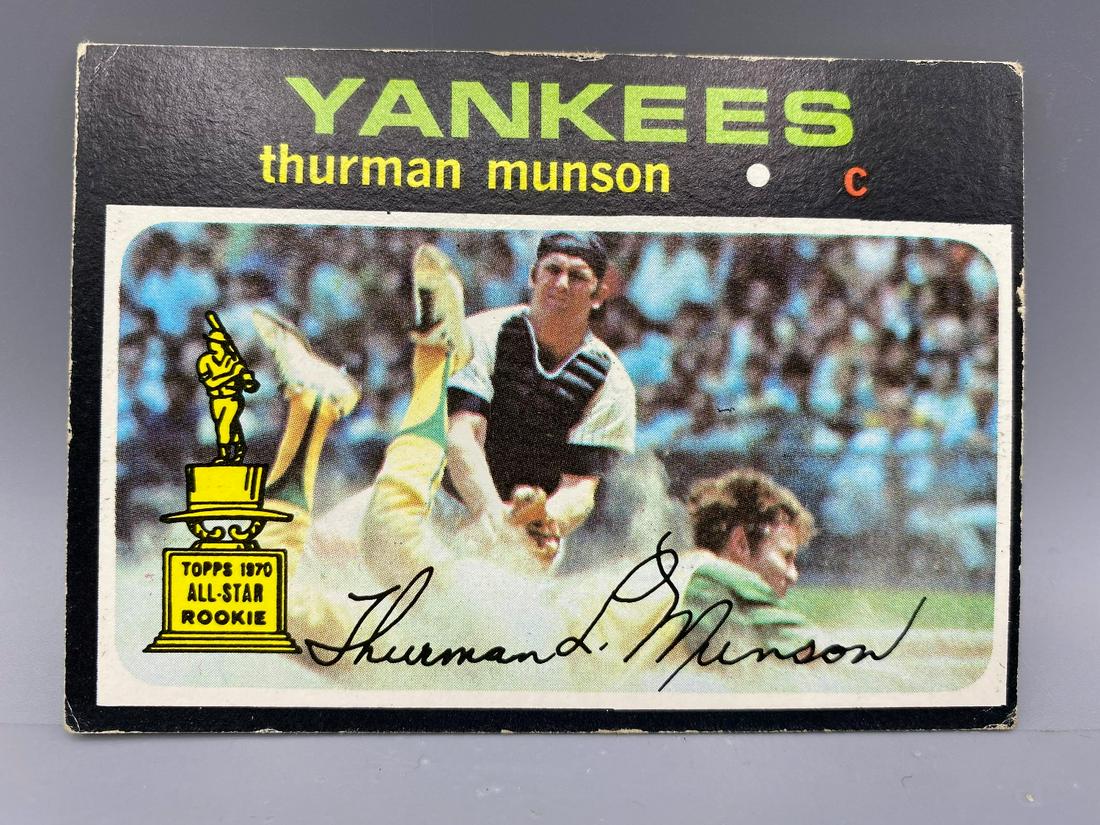 YANKEES
thurman munson • c
TOPPS 1970
ALL-STAR
ROOKIE
Thurman L. Munson